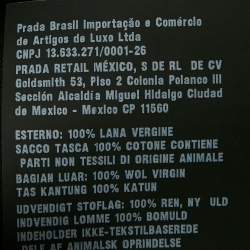 Prada Brasil Importação e Comércio
de Artigos de Luxo Ltda
CNPJ 13.633.271/0001-26
PRADA RETAIL MÉXICO, S DE RL DE CV
Goldsmith 53, Piso 2 Colonia Polanco III
Sección Alcaldía Miguel Hidalgo Ciudad
de Mexico - Mexico CP 11560
ESTERNO: 100% LANA VERGINE
SACCO TASCA 100% COTONE CONTIENE
PARTI NON TESSILI DI ORIGINE ANIMALE
BAGIAN LUAR: 100% WOL VIRGIN
TAS KANTUNG 100% KATUN
UDVENDIGT STOFLAG: 100% REN, NY ULD
INDVENDIG LOMME 100% BOMULD
INDEHOLDER IKKE-TEKSTILBASEREDE
DELE AF ANIMALSK OPRINDELSE